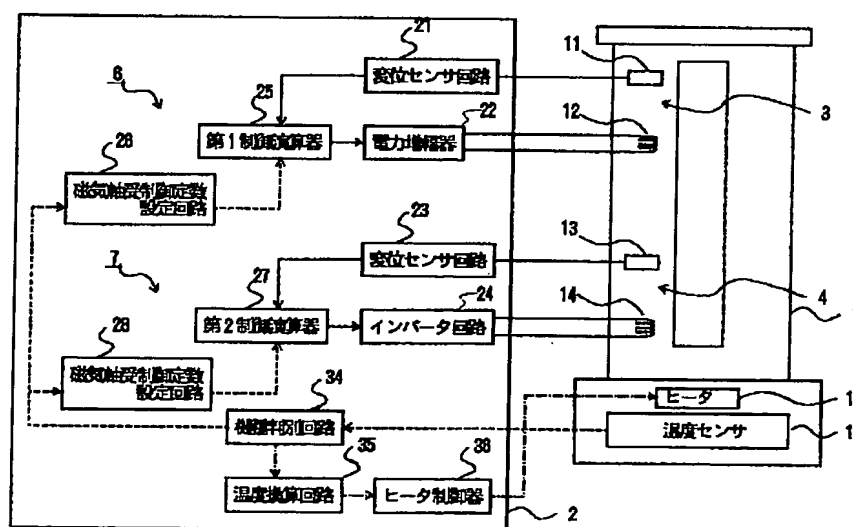 21
変位センサ回路
11
6
25
22
12
3
第1制御演算器
電力増幅器
26
磁気軸受制御定数
設定回路
23
13
変位センサ回路
7
27
24
14
4
第2制御演算器
インバータ回路
28
磁気軸受制御定数
設定回路
34
ヒータ
機種判別回路
温度センサ
35
36
温度換算回路
ヒータ制御器
2